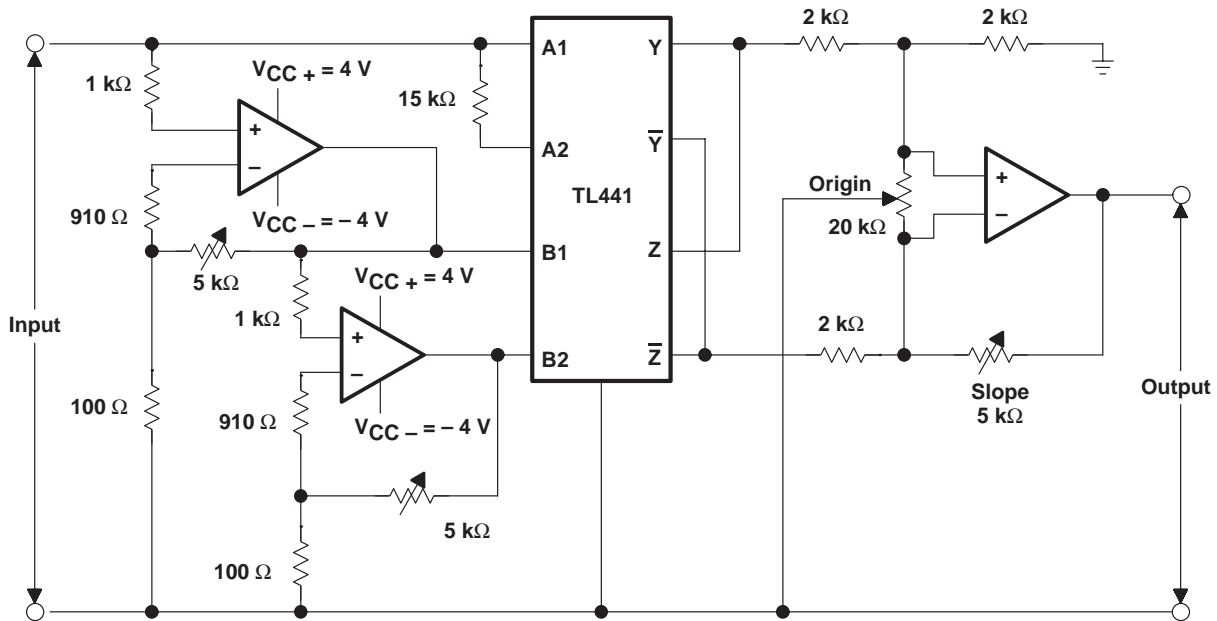 2 kΩ
2 kΩ
A1
Y
1 kΩ
VCC + = 4 V
15 kΩ
+
–
A2
Y
TL441
Origin
+
–
20 kΩ
910 Ω
VCC – = – 4 V
B1
Z
5 kΩ
VCC + = 4 V
1 kΩ
Input
+
–
2 kΩ
B2
Z
Slope
5 kΩ
Output
100 Ω
910 Ω
VCC – = – 4 V
5 kΩ
100 Ω